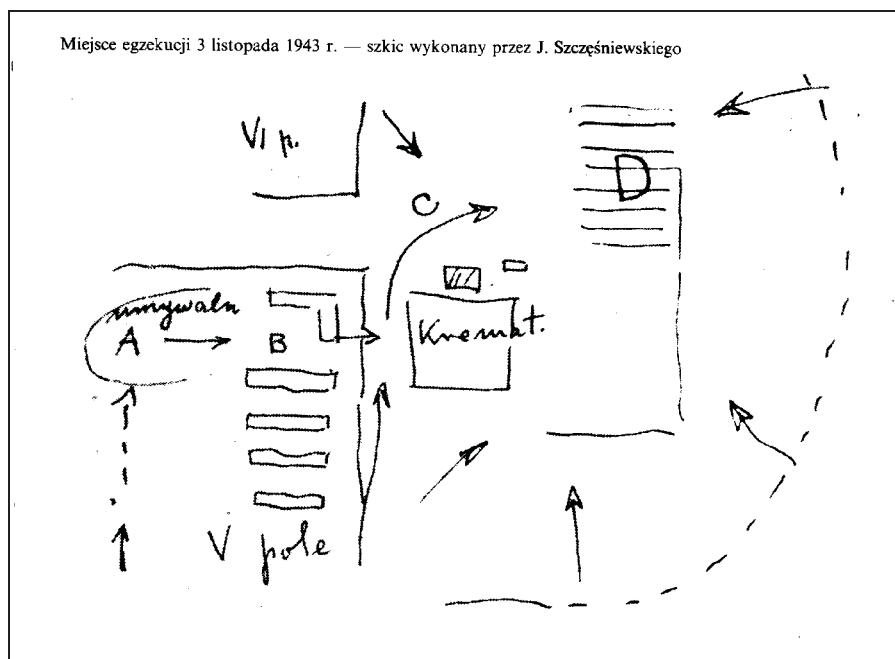 Miejsce egzekucji 3 listopada 1943 r. — szkic wykonany przez J. Szczęśniewskiego
VI p.
D
C
umywaln
A
B
Kremat.
V pole